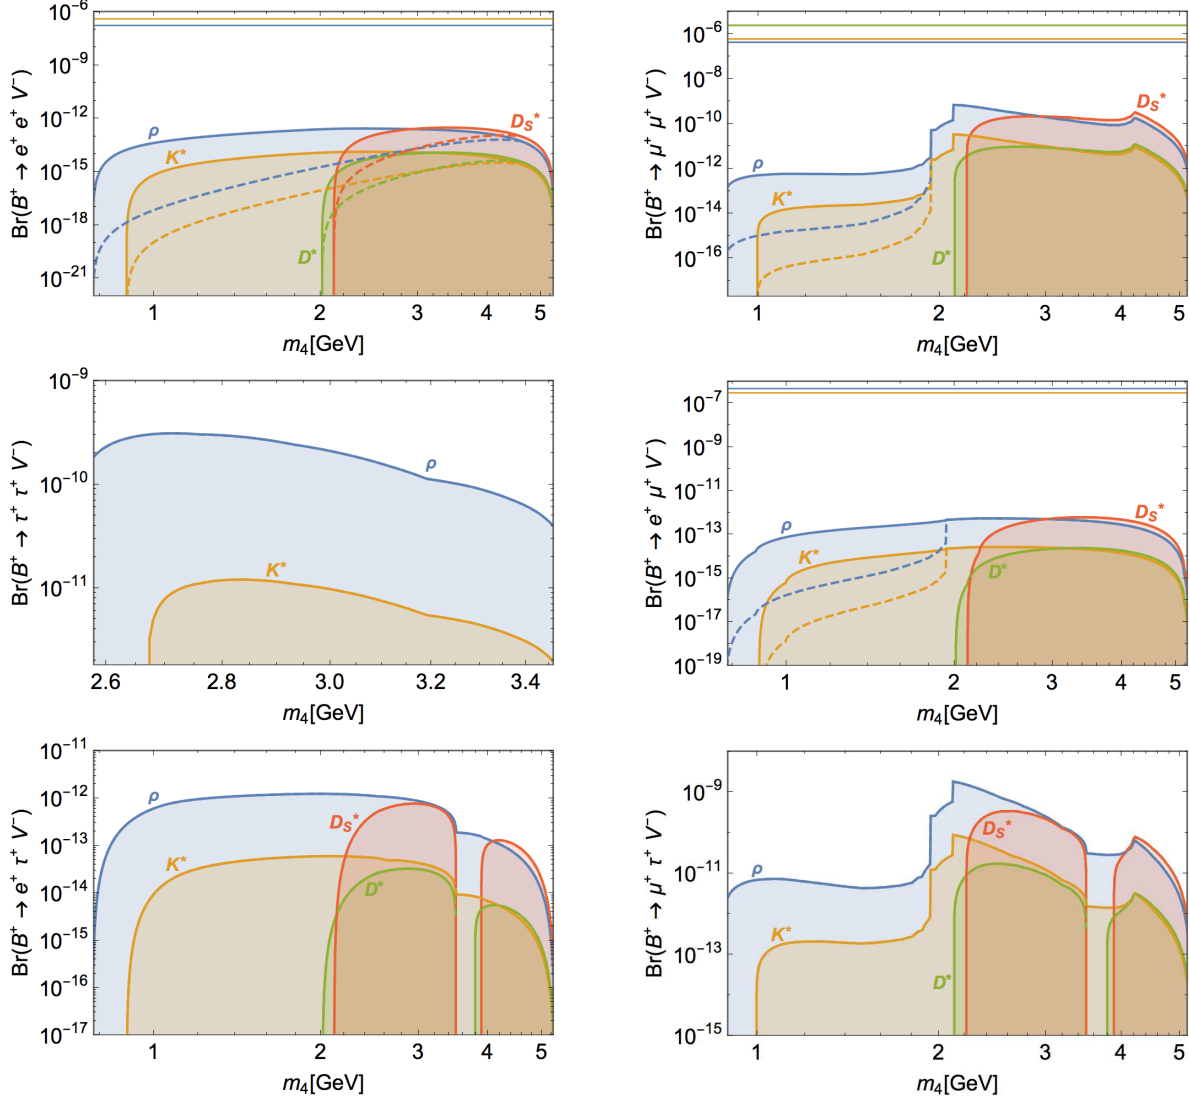 Br(B⁺ → e⁺ e⁺ V⁻)
10⁻⁶
10⁻⁹
10⁻¹²
10⁻¹⁵
10⁻¹⁸
10⁻²¹
ρ
K*
D*
Dₛ*
1 2 3 4 5
m₄[GeV]
Br(B⁺ → μ⁺ μ⁺ V⁻)
10⁻⁶
10⁻⁸
10⁻¹⁰
10⁻¹²
10⁻¹⁴
10⁻¹⁶
ρ
K*
D*
Dₛ*
1 2 3 4 5
m₄[GeV]
Br(B⁺ → τ⁺ τ⁺ V⁻)
10⁻⁹
10⁻¹⁰
10⁻¹¹
ρ
K*
2.6 2.8 3.0 3.2 3.4
m₄[GeV]
Br(B⁺ → e⁺ μ⁺ V⁻)
10⁻⁷
10⁻⁹
10⁻¹¹
10⁻¹³
10⁻¹⁵
10⁻¹⁷
10⁻¹⁹
ρ
K*
D*
Dₛ*
1 2 3 4 5
m₄[GeV]
Br(B⁺ → e⁺ τ⁺ V⁻)
10⁻¹¹
10⁻¹²
10⁻¹³
10⁻¹⁴
10⁻¹⁵
10⁻¹⁶
10⁻¹⁷
ρ
K*
Dₛ*
D*
1 2 3 4 5
m₄[GeV]
Br(B⁺ → μ⁺ τ⁺ V⁻)
10⁻⁹
10⁻¹¹
10⁻¹³
10⁻¹⁵
ρ
K*
Dₛ*
D*
1 2 3 4 5
m₄[GeV]